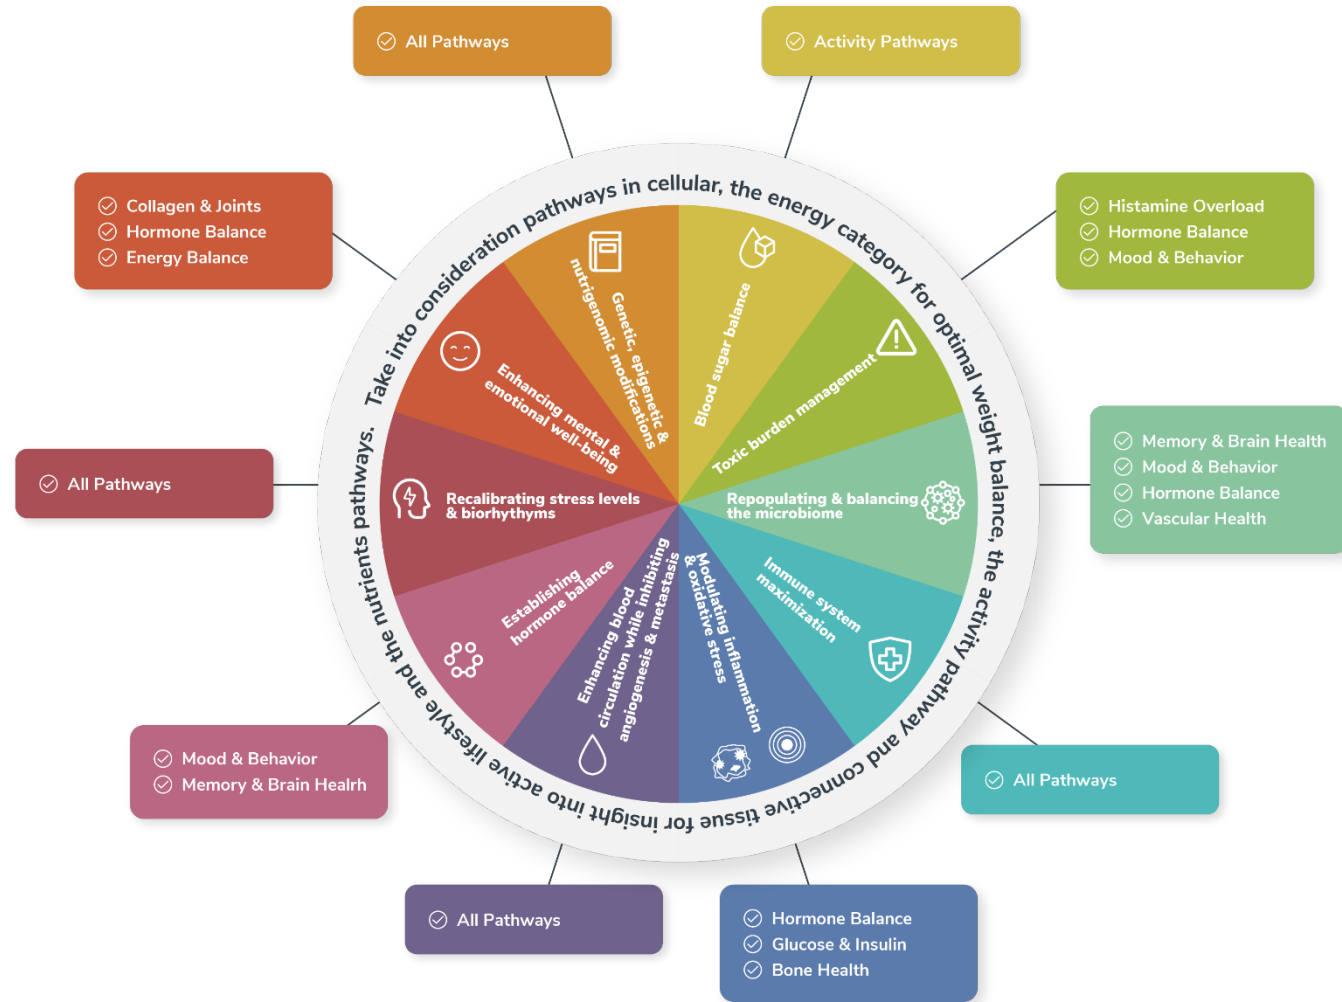 All Pathways
Activity Pathways
Collagen & Joints
Hormone Balance
Energy Balance
Histamine Overload
Hormone Balance
Mood & Behavior
Take into consideration pathways in cellular, the energy category for optimal weight balance, the activity pathway and connective tissue for insight into active lifestyle and the nutrients pathways.
Genetic, epigenetic &
nutrigenomic modifications
Blood sugar balance
Toxic burden management
Enhancing mental &
emotional well-being
Recalibrating stress levels
& biorhythyms
Repopulating & balancing
the microbiome
All Pathways
Memory & Brain Health
Mood & Behavior
Hormone Balance
Vascular Health
Establishing
hormone balance
Enhancing blood
circulation while inhibiting
angiogenesis & metastasis
Modulating inflammation
& oxidative stress
Immune system
maximization
Mood & Behavior
Memory & Brain Healrh
All Pathways
All Pathways
Hormone Balance
Glucose & Insulin
Bone Health